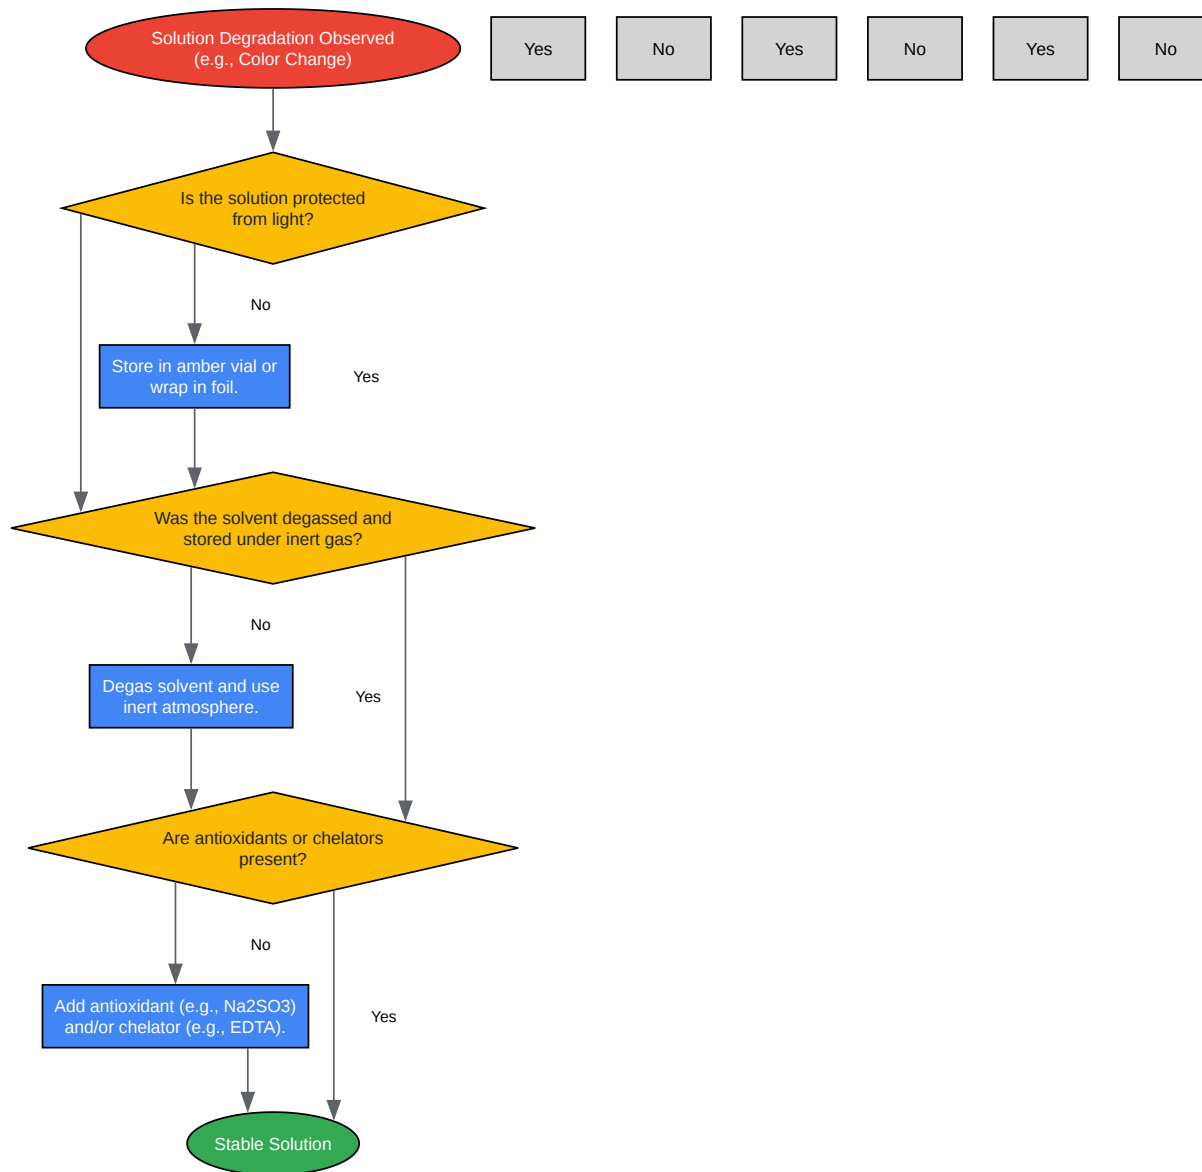 Solution Degradation Observed
(e.g., Color Change)
Yes
No
Yes
No
Yes
No
Is the solution protected
from light?
No
Store in amber vial or
wrap in foil.
Yes
Was the solvent degassed and
stored under inert gas?
No
Degas solvent and use
inert atmosphere.
Yes
Are antioxidants or chelators
present?
No
Add antioxidant (e.g., Na2SO3)
and/or chelator (e.g., EDTA).
Yes
Stable Solution